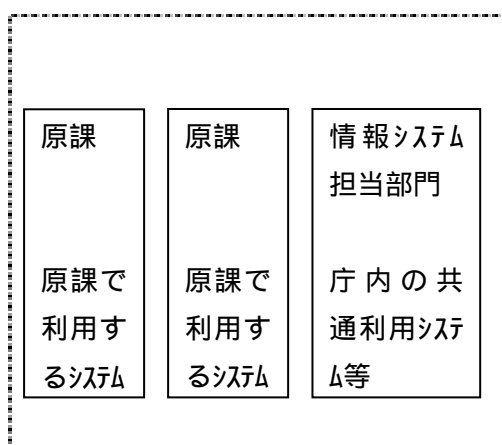 原課
原課で
利用す
るｼｽﾃﾑ
原課
原課で
利用す
るｼｽﾃﾑ
情報ｼｽﾃﾑ
担当部門
庁内の共
通利用ｼｽﾃ
ﾑ等